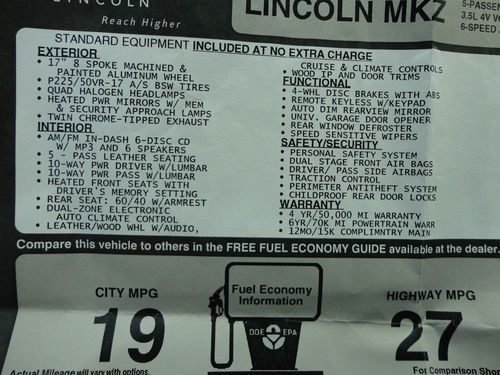 LINCOLN
Reach Higher
LINCOLN MKZ
5-PASSEN
3.5L 4V V
6-SPEED
STANDARD EQUIPMENT INCLUDED AT NO EXTRA CHARGE
EXTERIOR
• 17" 8 SPOKE MACHINED &
PAINTED ALUMINUM WHEEL
• P225/50VR-17 A/S BSW TIRES
• QUAD HALOGEN HEADLAMPS
• HEATED PWR MIRRORS W/ MEM
& SECURITY APPROACH LAMPS
• TWIN CHROME-TIPPED EXHAUST
INTERIOR
• AM/FM IN-DASH 6-DISC CD
W/ MP3 AND 6 SPEAKERS
• 5 - PASS LEATHER SEATING
• 10-WAY PWR DRIVER W/LUMBAR
• 10-WAY PWR PASS W/LUMBAR
• HEATED FRONT SEATS WITH
DRIVER'S MEMORY SETTING
• REAR SEAT: 60/40 W/ARMREST
• DUAL-ZONE ELECTRONIC
AUTO CLIMATE CONTROL
• LEATHER/WOOD WHL W/AUDIO,
CRUISE & CLIMATE CONTROLS
• WOOD IP AND DOOR TRIMS
FUNCTIONAL
• 4-WHL DISC BRAKES WITH ABS
• REMOTE KEYLESS W/KEYPAD
• AUTO DIM REARVIEW MIRROR
• UNIV. GARAGE DOOR OPENER
• REAR WINDOW DEFROSTER
• SPEED SENSITIVE WIPERS
SAFETY/SECURITY
• PERSONAL SAFETY SYSTEM
• DUAL STAGE FRONT AIR BAGS
• DRIVER/ PASS SIDE AIRBAGS
• TRACTION CONTROL
• PERIMETER ANTITHEFT SYSTEM
• CHILDPROOF REAR DOOR LOCKS
WARRANTY
• 4 YR/50,000 MI WARRANTY
• 6YR/70K MI POWERTRAIN WARR
• 12MO/15K COMPLIMNTRY MAIN
Compare this vehicle to others in the FREE FUEL ECONOMY GUIDE available at the dealer.
CITY MPG
19
Fuel Economy
Information
DOE EPA
HIGHWAY MPG
27
Actual Mileage will vary with options,
For Comparison Shop